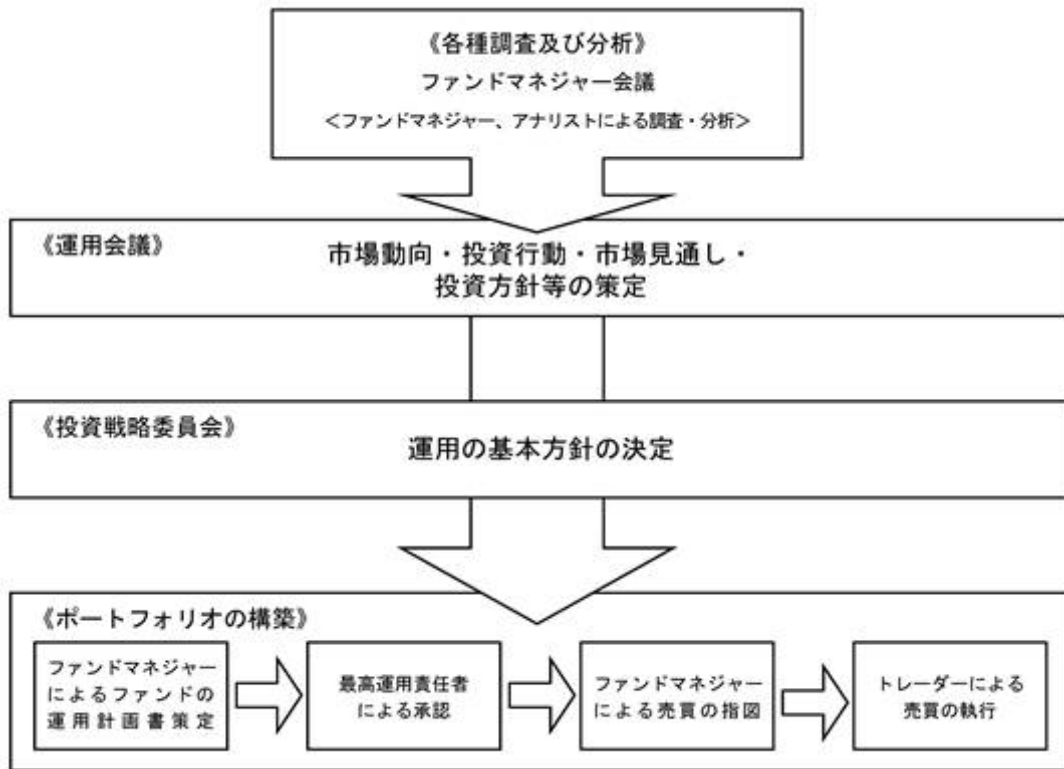 《各種調査及び分析》
ファンドマネジャー会議
＜ファンドマネジャー、アナリストによる調査・分析＞
《運用会議》
市場動向・投資行動・市場見通し・
投資方針等の策定
《投資戦略委員会》
運用の基本方針の決定
《ポートフォリオの構築》
ファンドマネジャー
によるファンドの
運用計画書策定
最高運用責任者
による承認
ファンドマネジャー
による売買の指図
トレーダーによる
売買の執行